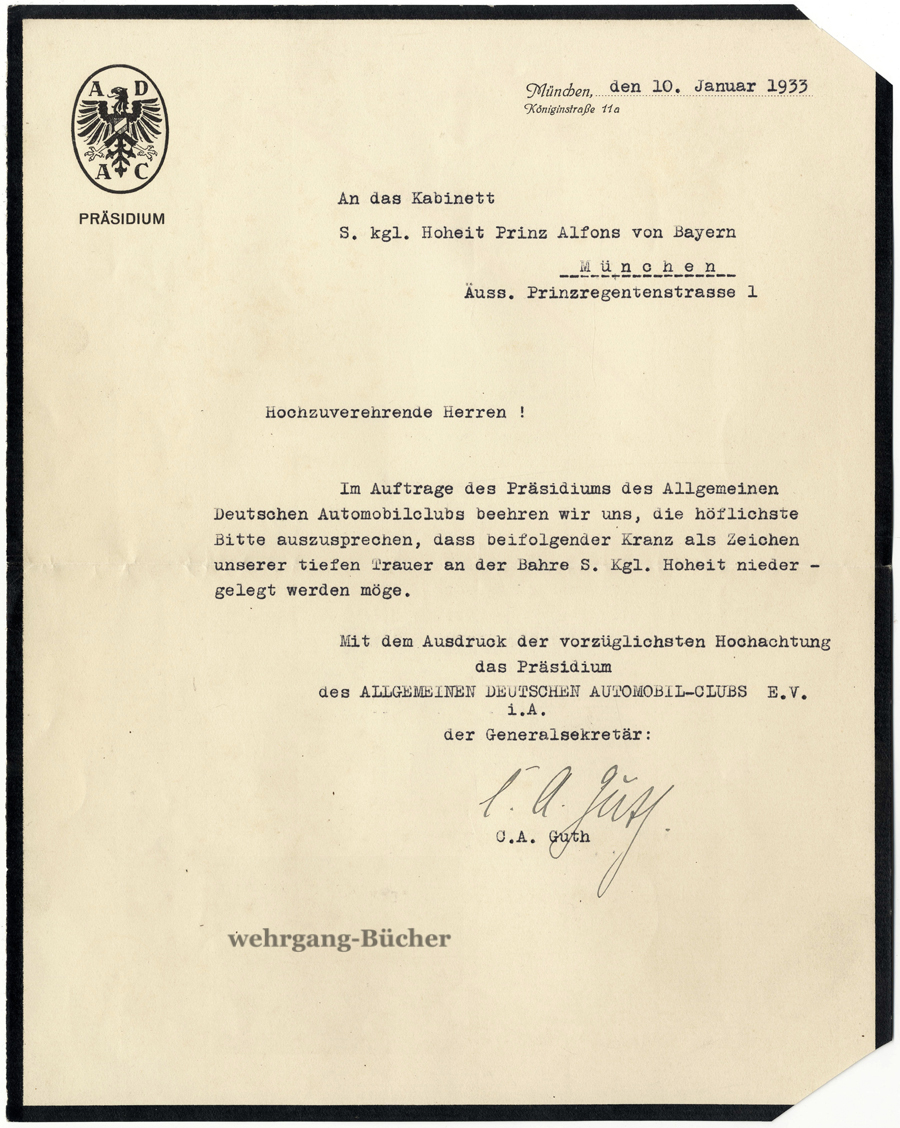 A D
A C
PRÄSIDIUM
München, den 10. Januar 1933
Königinstraße 11a
An das Kabinett
S. kgl. Hoheit Prinz Alfons von Bayern
München
Äuss. Prinzregentenstrasse 1
Hochzuverehrende Herren !
Im Auftrage des Präsidiums des Allgemeinen
Deutschen Automobilclubs beehren wir uns, die höflichste
Bitte auszusprechen, dass beifolgender Kranz als Zeichen
unserer tiefen Trauer an der Bahre S. Kgl. Hoheit nieder -
gelegt werden möge.
Mit dem Ausdruck der vorzüglichsten Hochachtung
das Präsidium
des ALLGEMEINEN DEUTSCHEN AUTOMOBIL-CLUBS E.V.
i.A.
der Generalsekretär:
C. A. Guth.
C.A. Guth
wehrgang-Bücher